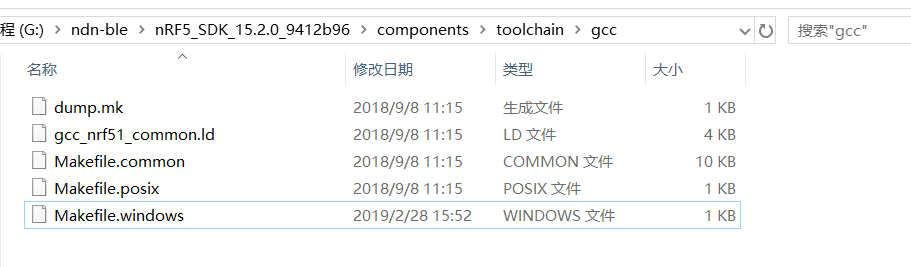 程 (G:) › ndn-ble › nRF5_SDK_15.2.0_9412b96 › components › toolchain › gcc 搜索"gcc"
名称 修改日期 类型 大小
dump.mk 2018/9/8 11:15 生成文件 1 KB
gcc_nrf51_common.ld 2018/9/8 11:15 LD 文件 4 KB
Makefile.common 2018/9/8 11:15 COMMON 文件 10 KB
Makefile.posix 2018/9/8 11:15 POSIX 文件 1 KB
Makefile.windows 2019/2/28 15:52 WINDOWS 文件 1 KB